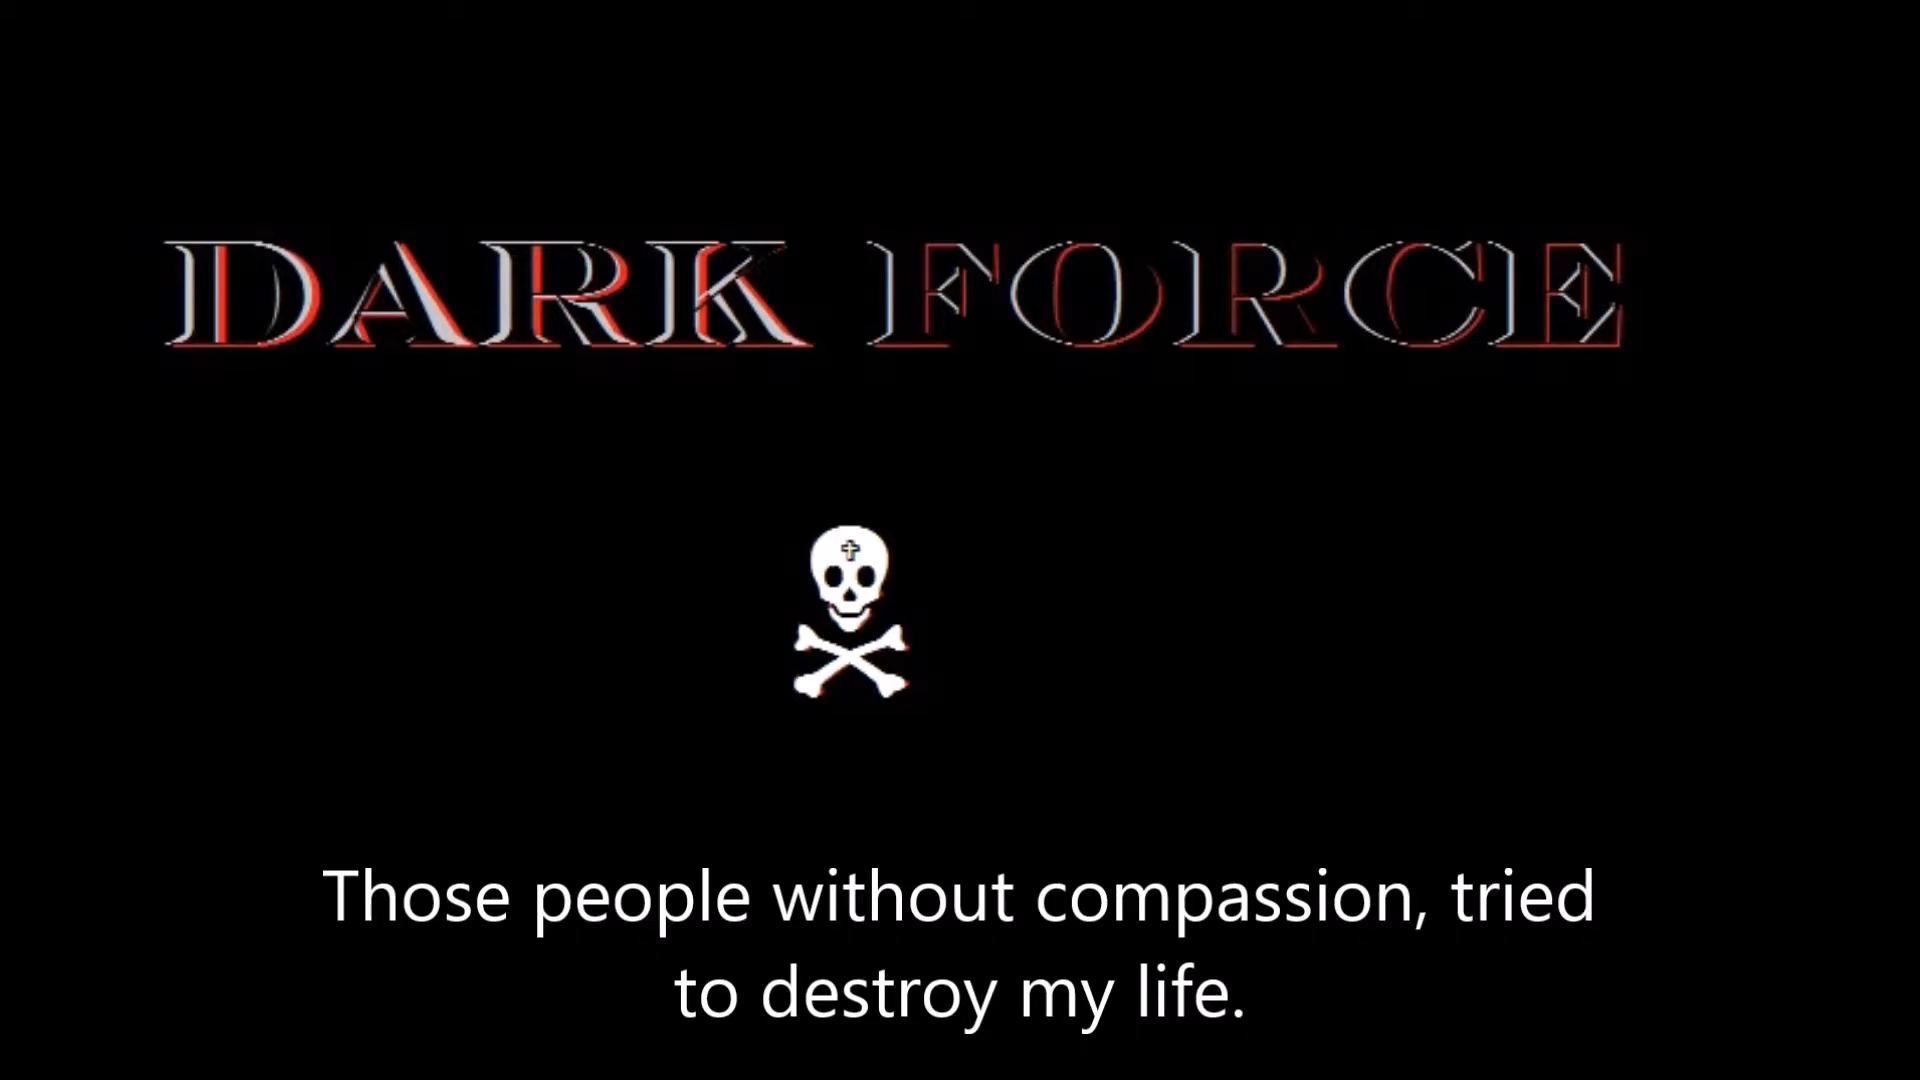 DARK FORCE
Those people without compassion, tried
to destroy my life.